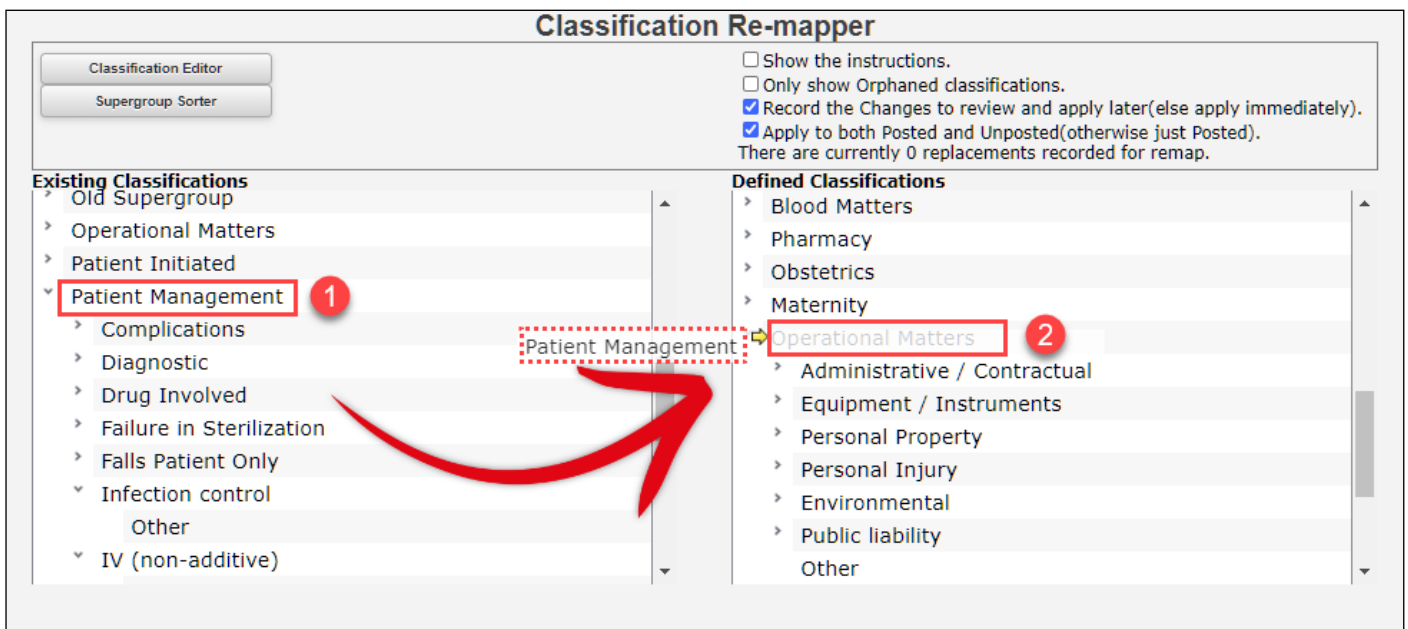 Classification Re-mapper
Classification Editor
Supergroup Sorter
Show the instructions.
Only show Orphaned classifications.
Record the Changes to review and apply later(else apply immediately).
Apply to both Posted and Unposted(otherwise just Posted).
There are currently 0 replacements recorded for remap.
Existing Classifications
Old Supergroup
Operational Matters
Patient Initiated
Patient Management
1
Complications
Diagnostic
Drug Involved
Failure in Sterilization
Falls Patient Only
Infection control
Other
IV (non-additive)
Patient Management
Defined Classifications
Blood Matters
Pharmacy
Obstetrics
Maternity
Operational Matters
2
Administrative / Contractual
Equipment / Instruments
Personal Property
Personal Injury
Environmental
Public liability
Other